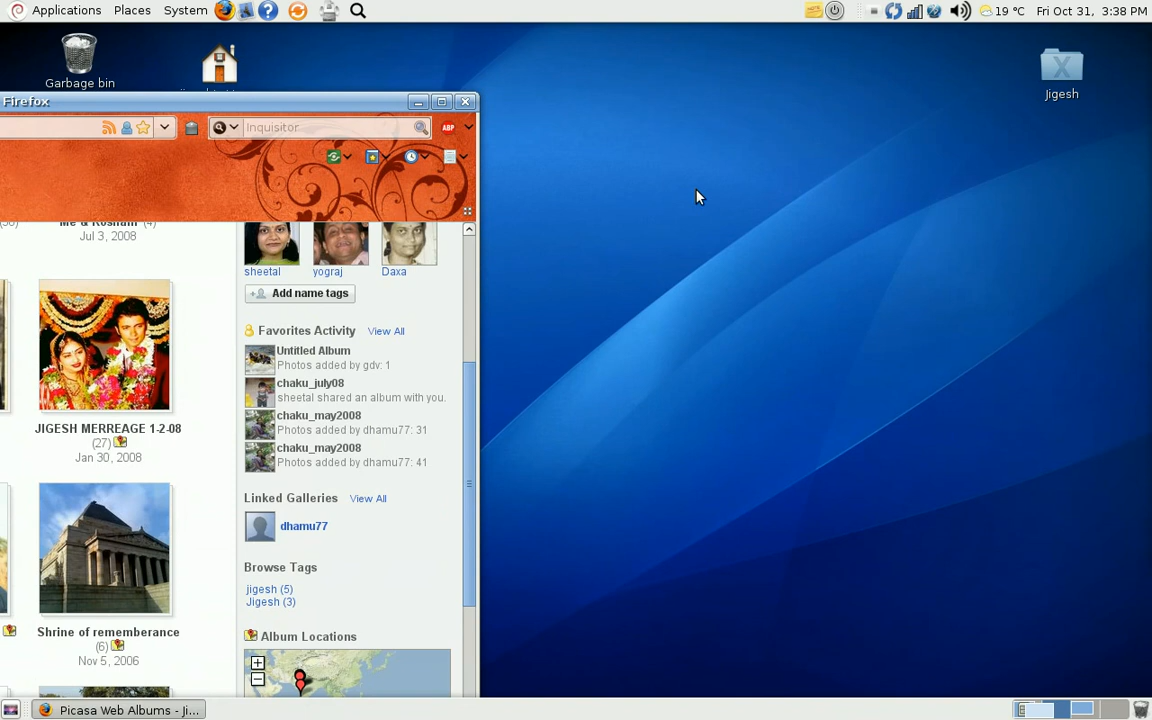 Applications Places System
19 °C Fri Oct 31, 3:38 PM
Garbage bin
Jigesh
Firefox
Inquisitor
ABP
Jul 3, 2008
sheetal yograj Daxa
Add name tags
Favorites Activity View All
Untitled Album
Photos added by gdv: 1
chaku_july08
sheetal shared an album with you.
chaku_may2008
Photos added by dhamu77: 31
chaku_may2008
Photos added by dhamu77: 41
JIGESH MERREAGE 1-2-08
(27)
Jan 30, 2008
Linked Galleries View All
dhamu77
Browse Tags
jigesh (5)
Jigesh (3)
Shrine of rememberance
(6)
Nov 5, 2006
Album Locations
Picasa Web Albums - Ji...